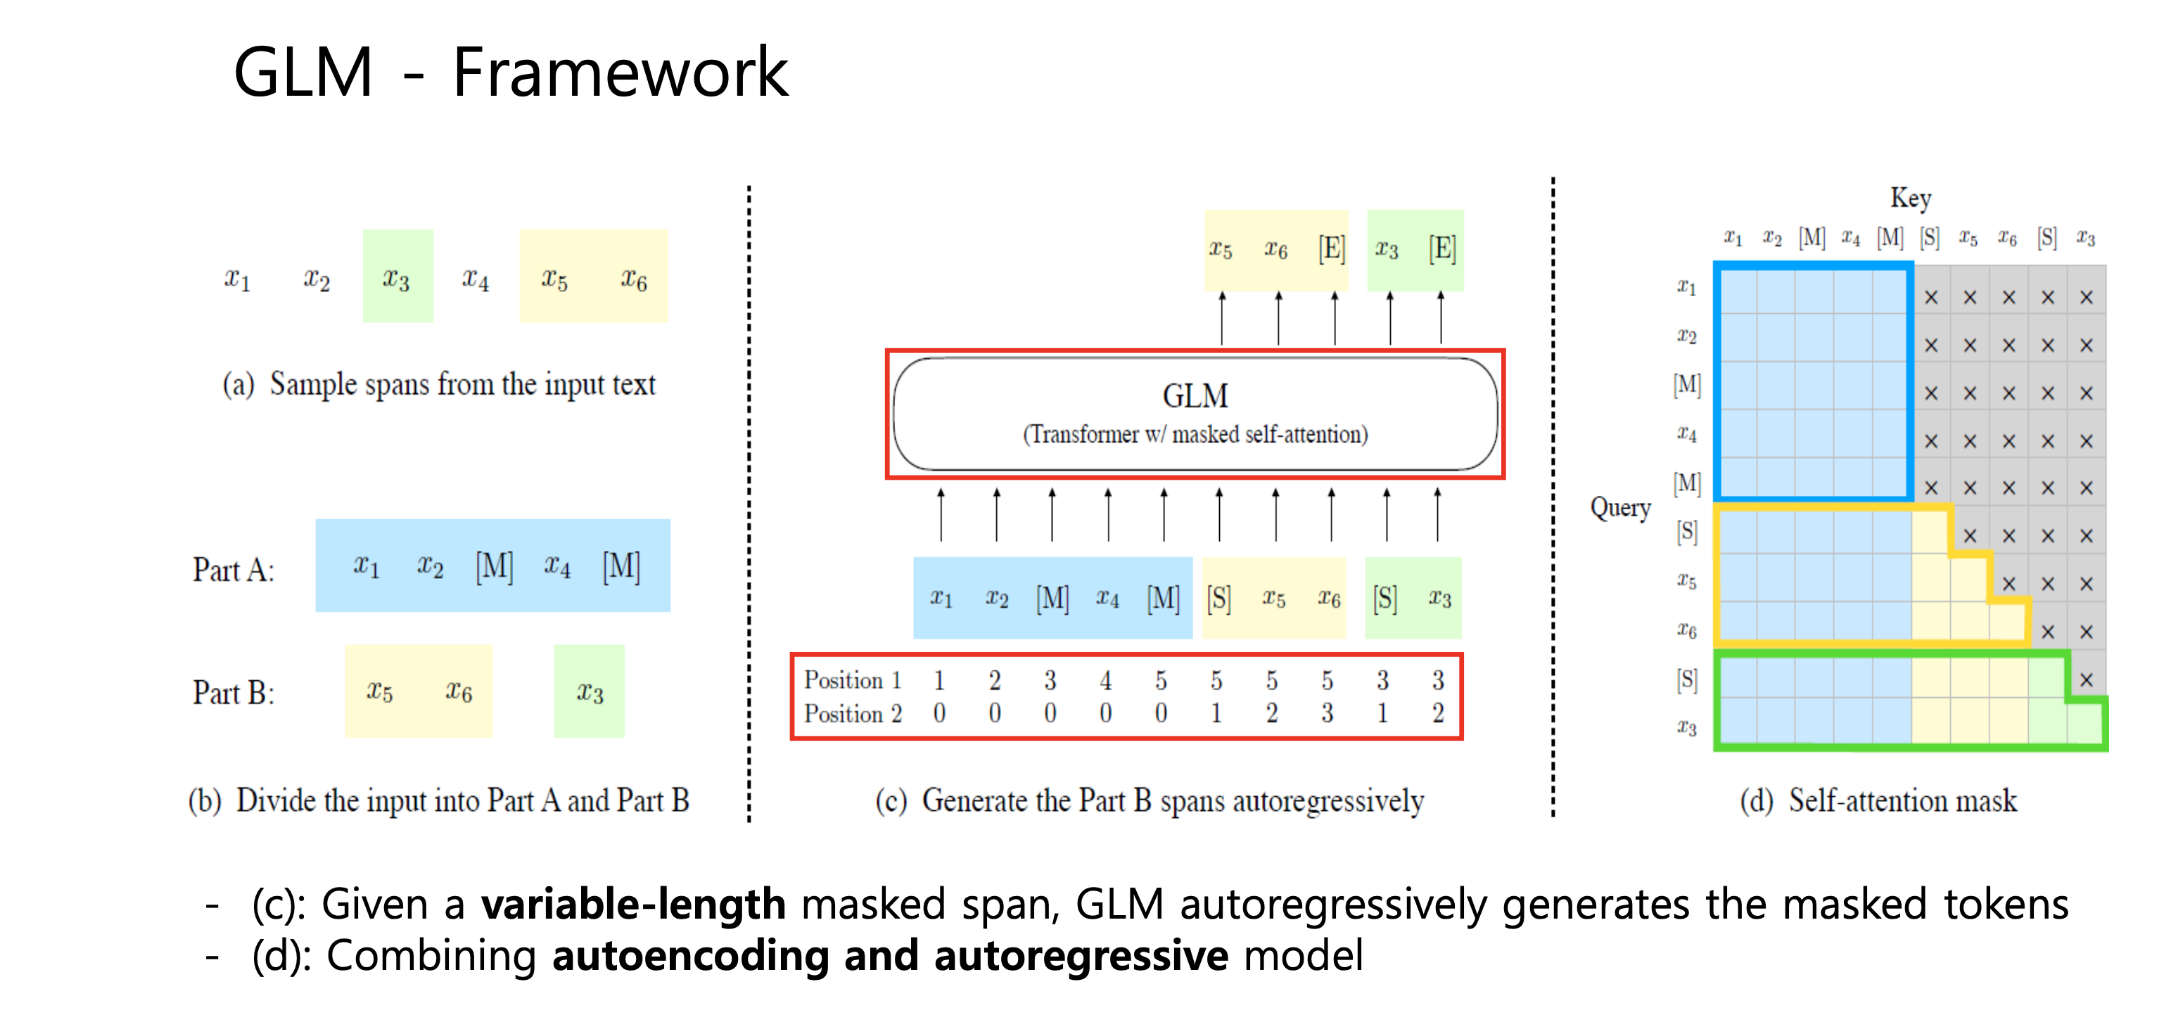 GLM - Framework
x1 x2 x3 x4 x5 x6
(a) Sample spans from the input text
Part A: x1 x2 [M] x4 [M]
Part B: x5 x6 x3
(b) Divide the input into Part A and Part B
x5 x6 [E] x3 [E]
GLM
(Transformer w/ masked self-attention)
x1 x2 [M] x4 [M] [S] x5 x6 [S] x3
Position 1 1 2 3 4 5 5 5 5 3 3
Position 2 0 0 0 0 0 1 2 3 1 2
(c) Generate the Part B spans autoregressively
Key
x1 x2 [M] x4 [M] [S] x5 x6 [S] x3
Query
x1 × × × × ×
x2 × × × × ×
[M] × × × × ×
x4 × × × × ×
[M] × × × × ×
[S] × × × ×
x5 × × ×
x6 × ×
[S] ×
x3
(d) Self-attention mask
- (c): Given a variable-length masked span, GLM autoregressively generates the masked tokens
- (d): Combining autoencoding and autoregressive model